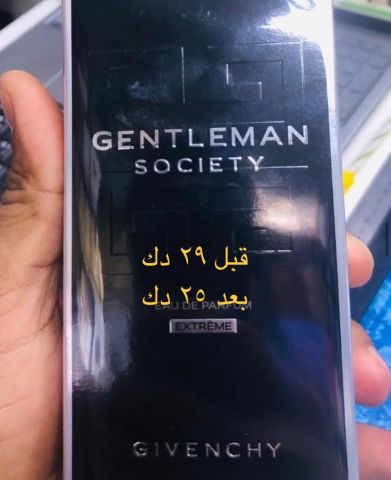 GENTLEMAN
SOCIETY
قبل ٢٩ دك
بعد ٢٥ دك
EAU DE PARFUM
EXTRÊME
GIVENCHY